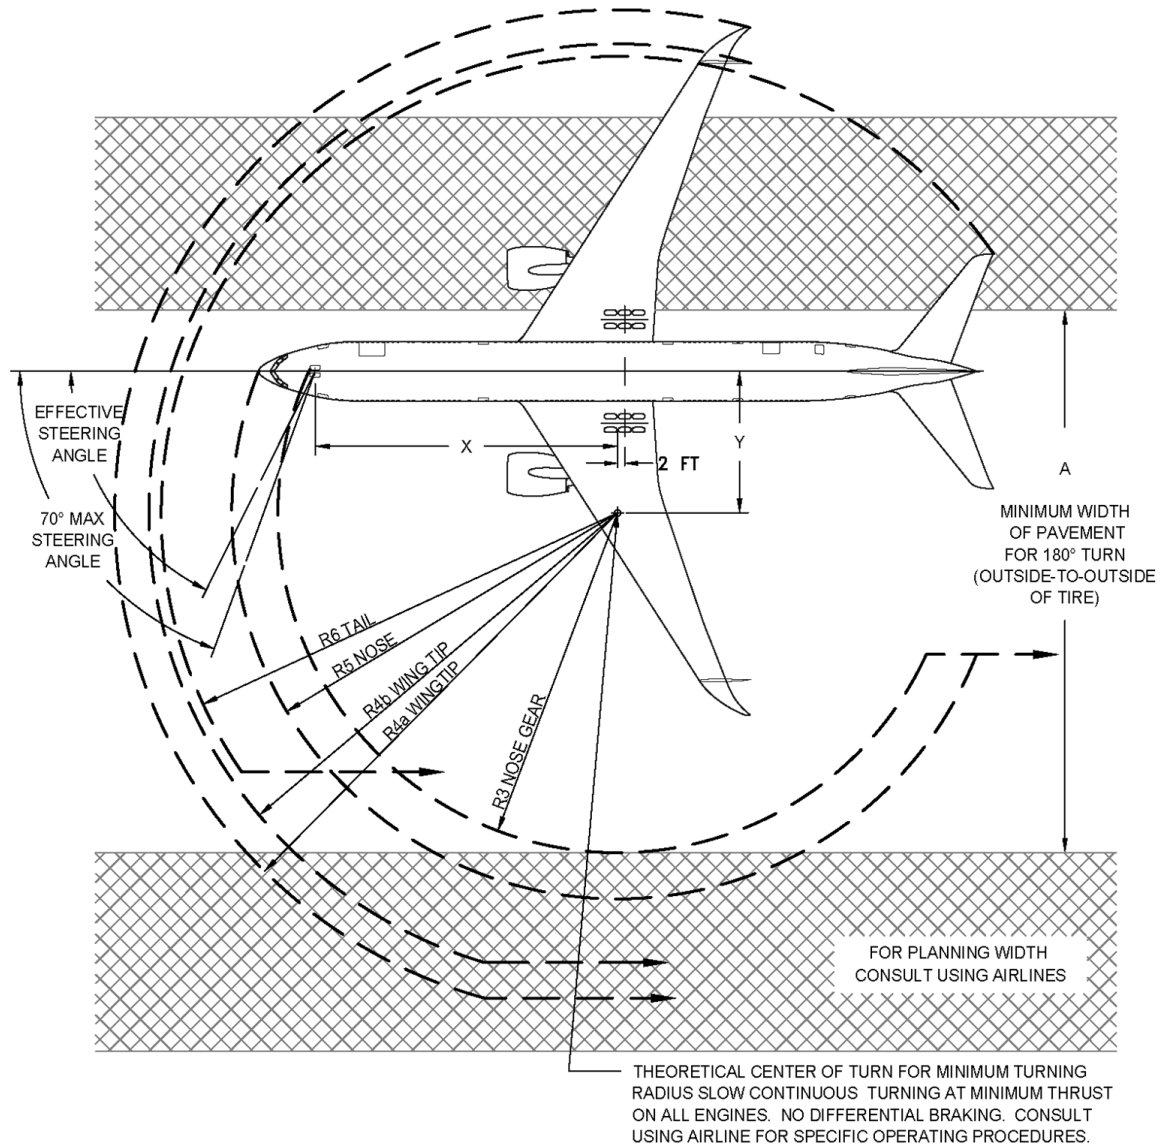 EFFECTIVE
STEERING
ANGLE
70° MAX
STEERING
ANGLE
X
Y
2 FT
A
MINIMUM WIDTH
OF PAVEMENT
FOR 180° TURN
(OUTSIDE-TO-OUTSIDE
OF TIRE)
R6 TAIL
R5 NOSE
R4b WING TIP
R4a WINGTIP
R3 NOSE GEAR
FOR PLANNING WIDTH
CONSULT USING AIRLINES
THEORETICAL CENTER OF TURN FOR MINIMUM TURNING
RADIUS SLOW CONTINUOUS TURNING AT MINIMUM THRUST
ON ALL ENGINES. NO DIFFERENTIAL BRAKING. CONSULT
USING AIRLINE FOR SPECIFIC OPERATING PROCEDURES.